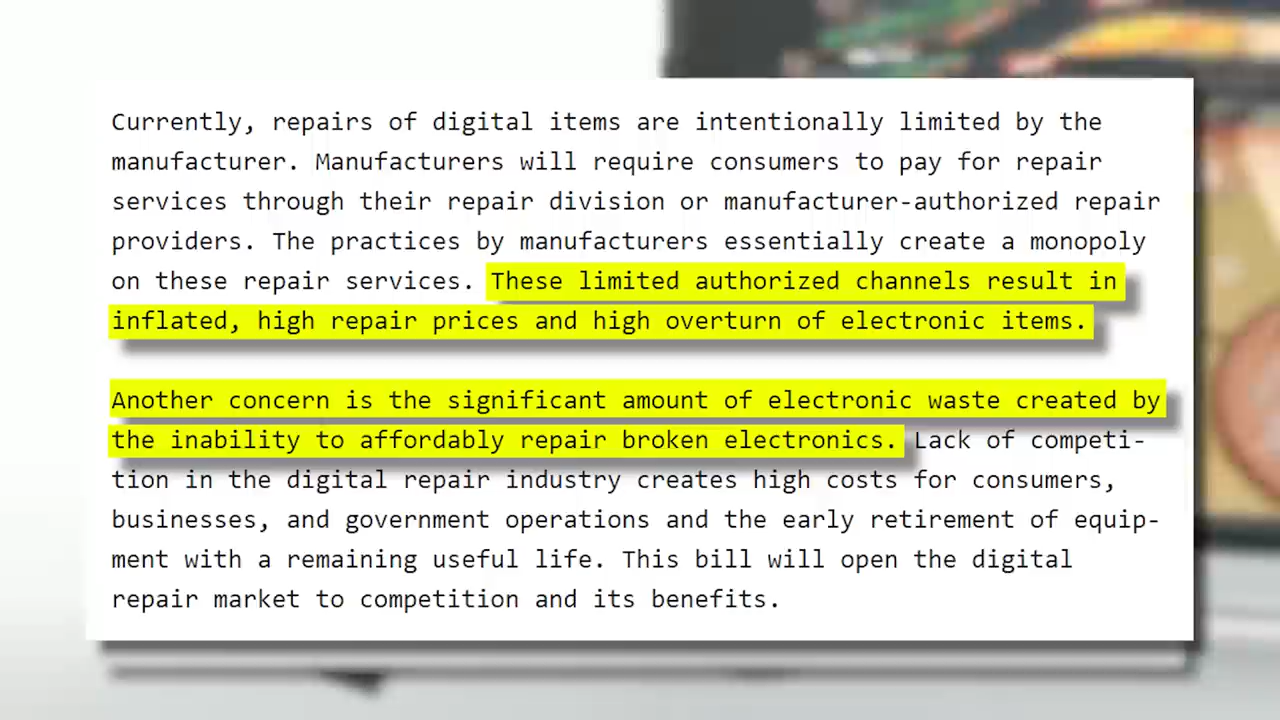 Currently, repairs of digital items are intentionally limited by the
manufacturer. Manufacturers will require consumers to pay for repair
services through their repair division or manufacturer-authorized repair
providers. The practices by manufacturers essentially create a monopoly
on these repair services. These limited authorized channels result in
inflated, high repair prices and high overturn of electronic items.
Another concern is the significant amount of electronic waste created by
the inability to affordably repair broken electronics. Lack of competi-
tion in the digital repair industry creates high costs for consumers,
businesses, and government operations and the early retirement of equip-
ment with a remaining useful life. This bill will open the digital
repair market to competition and its benefits.